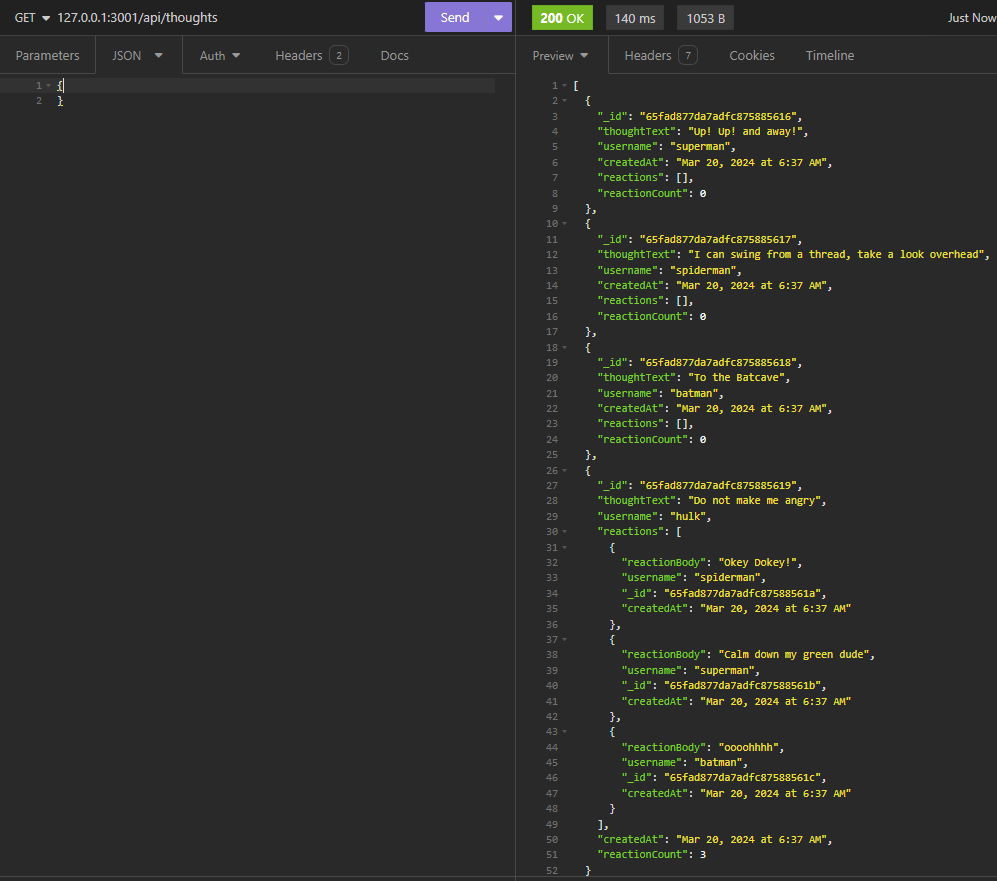 GET 127.0.0.1:3001/api/thoughts Send 200 OK 140 ms 1053 B Just Now
Parameters JSON Auth Headers 2 Docs Preview Headers 7 Cookies Timeline
1 {
2 }
1 [
2 {
3 "_id": "65fad877da7adfc875885616",
4 "thoughtText": "Up! Up! and away!",
5 "username": "superman",
6 "createdAt": "Mar 20, 2024 at 6:37 AM",
7 "reactions": [],
8 "reactionCount": 0
9 },
10 {
11 "_id": "65fad877da7adfc875885617",
12 "thoughtText": "I can swing from a thread, take a look overhead",
13 "username": "spiderman",
14 "createdAt": "Mar 20, 2024 at 6:37 AM",
15 "reactions": [],
16 "reactionCount": 0
17 },
18 {
19 "_id": "65fad877da7adfc875885618",
20 "thoughtText": "To the Batcave",
21 "username": "batman",
22 "createdAt": "Mar 20, 2024 at 6:37 AM",
23 "reactions": [],
24 "reactionCount": 0
25 },
26 {
27 "_id": "65fad877da7adfc875885619",
28 "thoughtText": "Do not make me angry",
29 "username": "hulk",
30 "reactions": [
31 {
32 "reactionBody": "Okey Dokey!",
33 "username": "spiderman",
34 "_id": "65fad877da7adfc87588561a",
35 "createdAt": "Mar 20, 2024 at 6:37 AM"
36 },
37 {
38 "reactionBody": "Calm down my green dude",
39 "username": "superman",
40 "_id": "65fad877da7adfc87588561b",
41 "createdAt": "Mar 20, 2024 at 6:37 AM"
42 },
43 {
44 "reactionBody": "oooohhhh",
45 "username": "batman",
46 "_id": "65fad877da7adfc87588561c",
47 "createdAt": "Mar 20, 2024 at 6:37 AM"
48 }
49 ],
50 "createdAt": "Mar 20, 2024 at 6:37 AM",
51 "reactionCount": 3
52 }